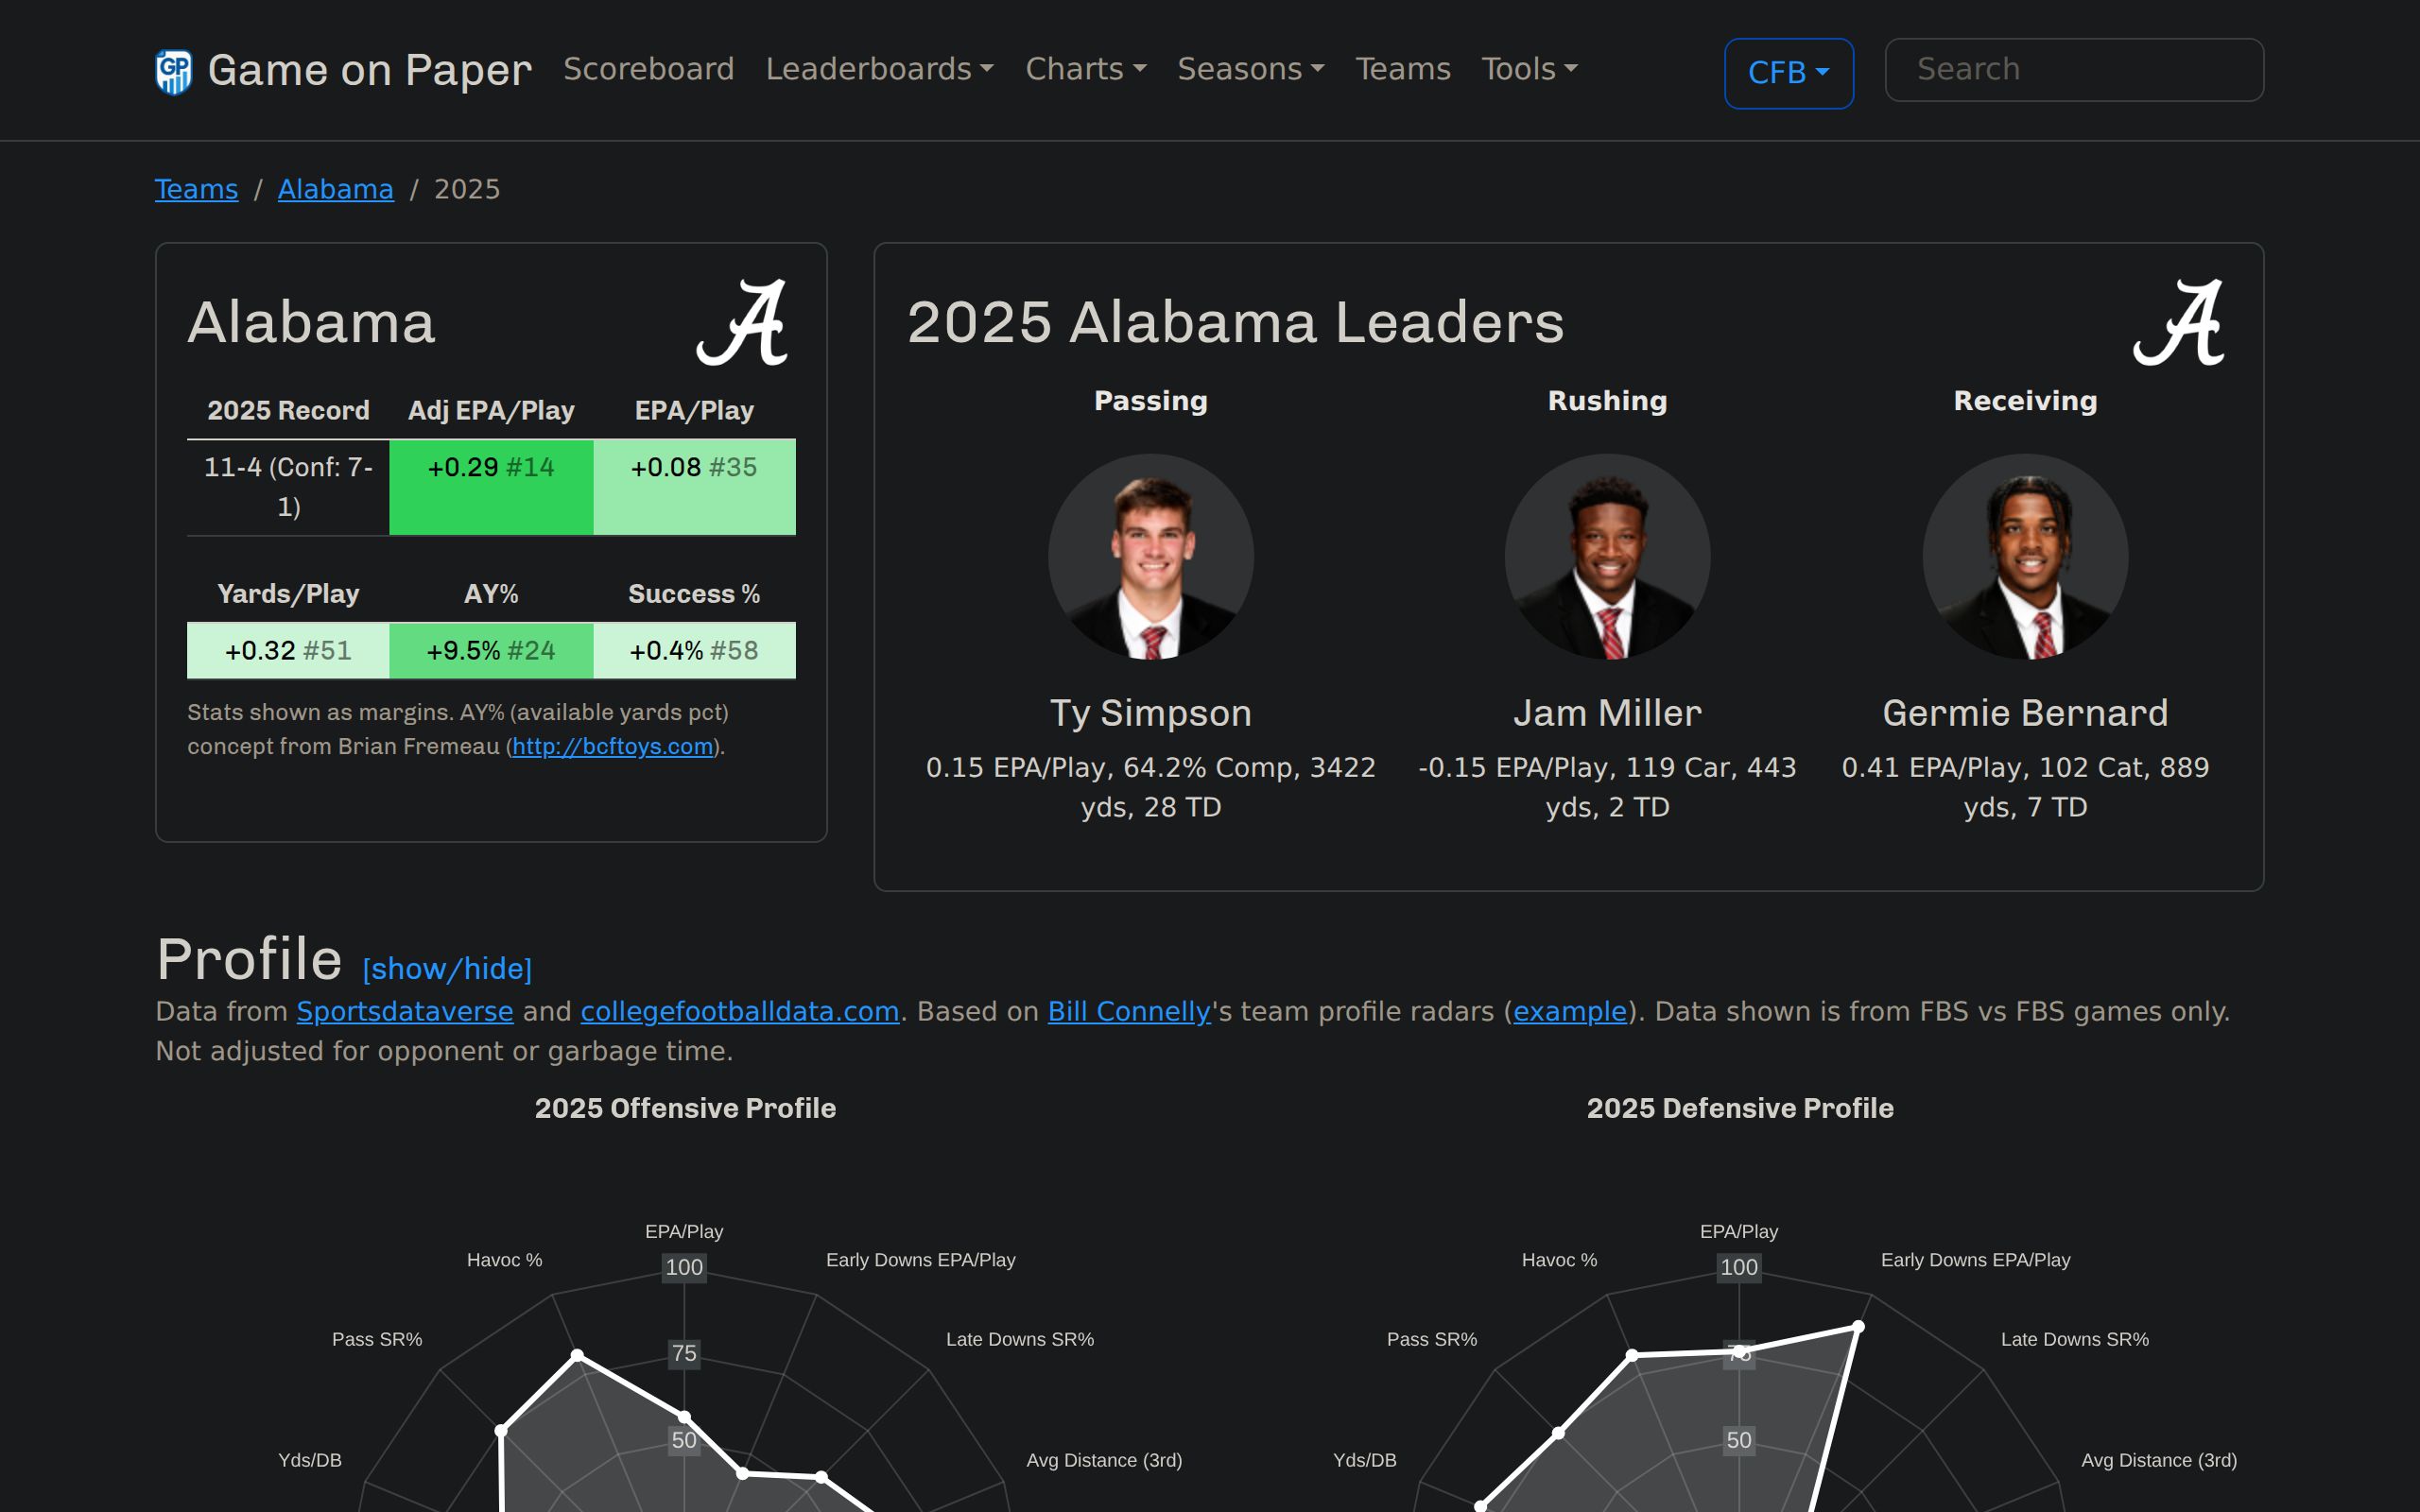 GP Game on Paper Scoreboard Leaderboards Charts Seasons Teams Tools CFB Search
Teams / Alabama / 2025
Alabama
2025 Record Adj EPA/Play EPA/Play
11-4 (Conf: 7-
1) +0.29 #14 +0.08 #35
Yards/Play AY% Success %
+0.32 #51 +9.5% #24 +0.4% #58
Stats shown as margins. AY% (available yards pct)
concept from Brian Fremeau (http://bcftoys.com).
2025 Alabama Leaders
Passing Rushing Receiving
Ty Simpson Jam Miller Germie Bernard
0.15 EPA/Play, 64.2% Comp, 3422
yds, 28 TD
-0.15 EPA/Play, 119 Car, 443
yds, 2 TD
0.41 EPA/Play, 102 Cat, 889
yds, 7 TD
Profile [show/hide]
Data from Sportsdataverse and collegefootballdata.com. Based on Bill Connelly's team profile radars (example). Data shown is from FBS vs FBS games only.
Not adjusted for opponent or garbage time.
2025 Offensive Profile
EPA/Play
Havoc % Early Downs EPA/Play
100
Pass SR% Late Downs SR%
75
50
Yds/DB Avg Distance (3rd)
2025 Defensive Profile
EPA/Play
Havoc % Early Downs EPA/Play
100
Pass SR% Late Downs SR%
75
50
Yds/DB Avg Distance (3rd)